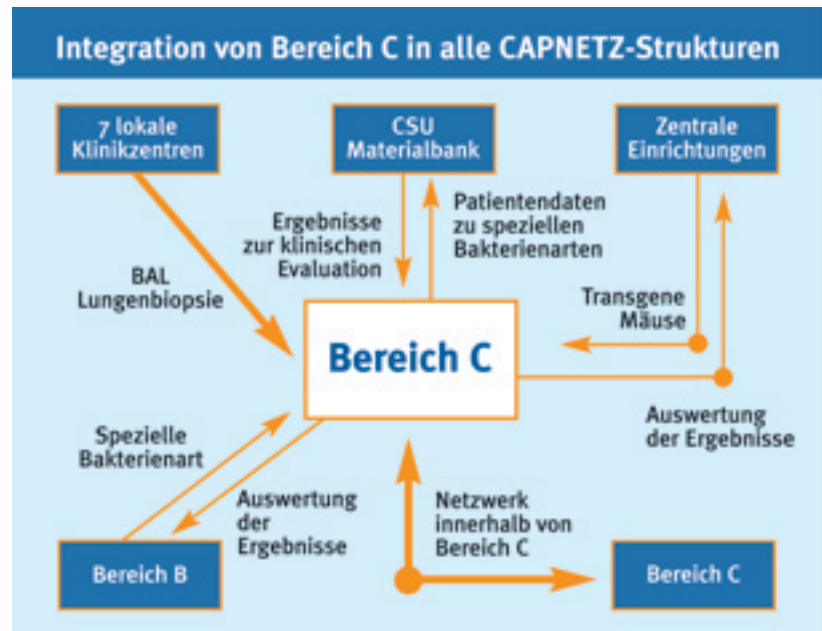 Integration von Bereich C in alle CAPNETZ-Strukturen
7 lokale
Klinikzentren
CSU
Materialbank
Zentrale
Einrichtungen
Ergebnisse
zur klinischen
Evaluation
Patientendaten
zu speziellen
Bakterienarten
BAL
Lungenbiopsie
Transgene
Mäuse
Bereich C
Auswertung
der Ergebnisse
Spezielle
Bakterienart
Auswertung
der
Ergebnisse
Netzwerk
innerhalb von
Bereich C
Bereich B
Bereich C